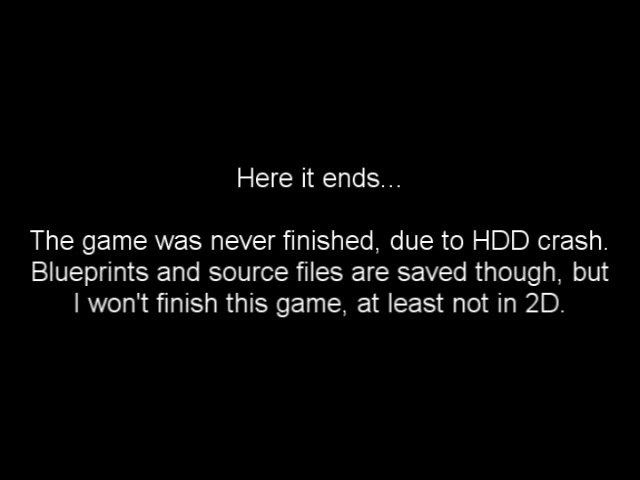 Here it ends...
The game was never finished, due to HDD crash.
Blueprints and source files are saved though, but
I won't finish this game, at least not in 2D.